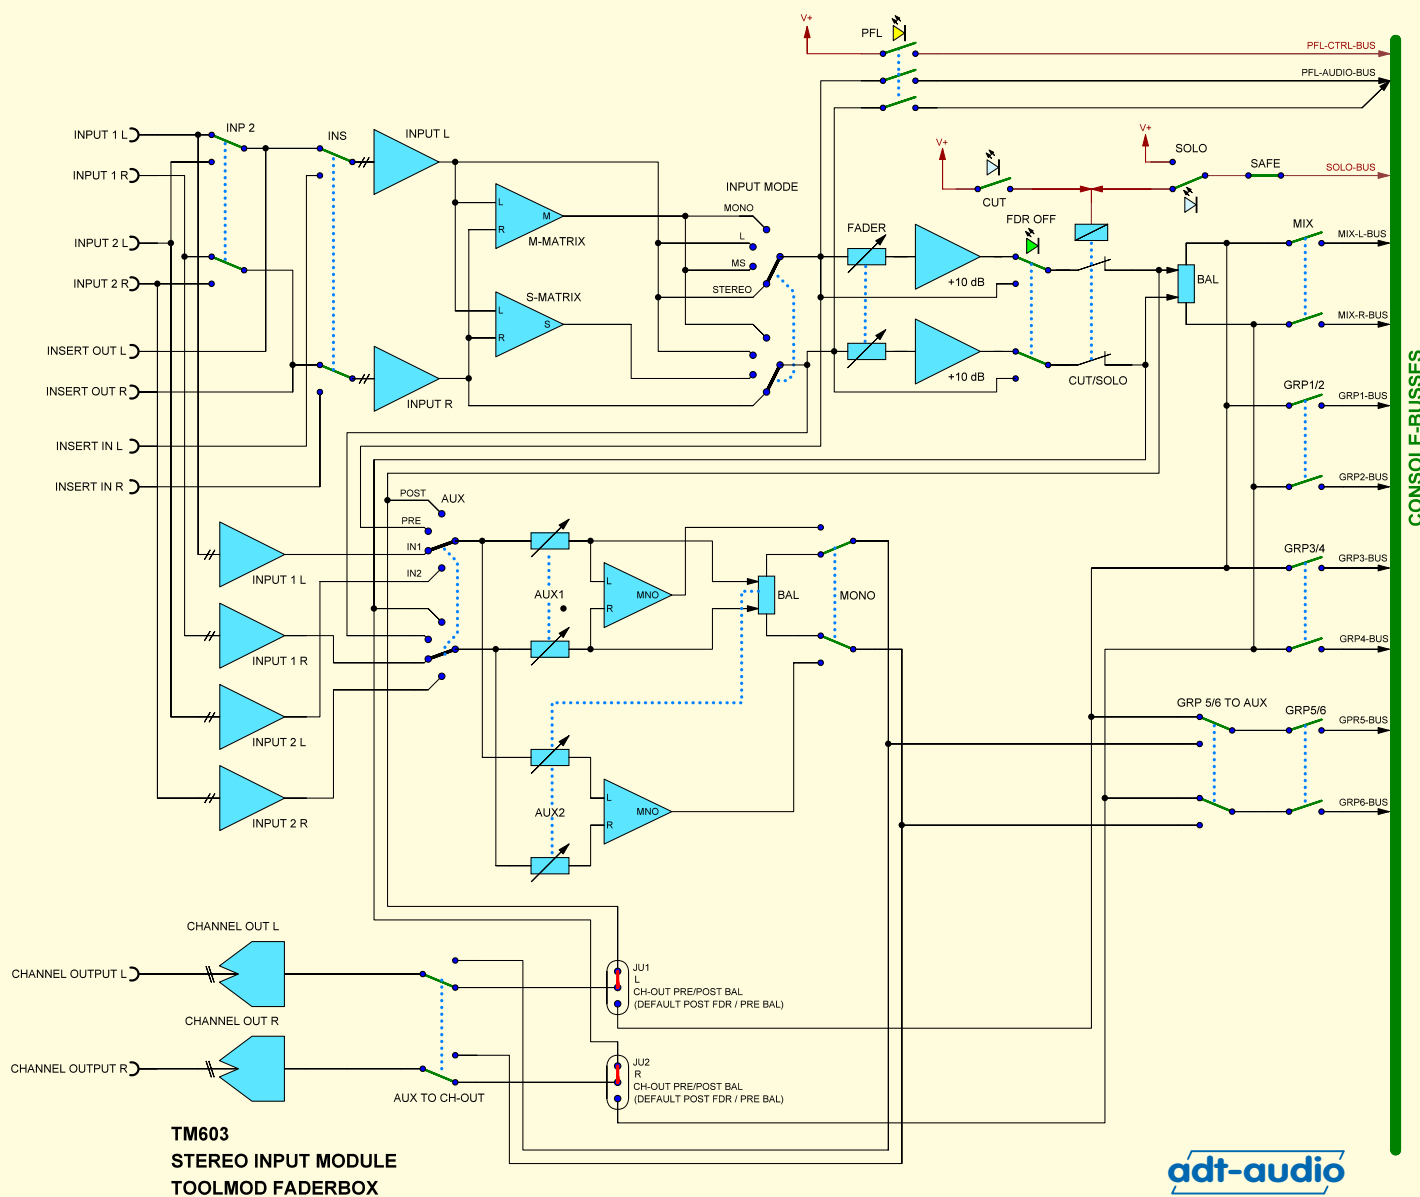 V+
PFL
PFL-CTRL-BUS
PFL-AUDIO-BUS
INPUT 1 L
INP 2
INS
INPUT L
V+
V+
SOLO
SAFE
SOLO-BUS
INPUT 1 R
INPUT MODE
CUT
MONO
L
M
R
M-MATRIX
L
MS
STEREO
FADER
FDR OFF
MIX
MIX-L-BUS
INPUT 2 L
INPUT 2 R
+10 dB
BAL
S-MATRIX
L
S
R
MIX-R-BUS
INSERT OUT L
INSERT OUT R
INPUT R
+10 dB
CUT/SOLO
GRP1/2
GRP1-BUS
CONSOLE-BUSSES
INSERT IN L
INSERT IN R
GRP2-BUS
POST
AUX
PRE
IN1
IN2
INPUT 1 L
AUX1
L
MNO
R
BAL
MONO
GRP3/4
GRP3-BUS
INPUT 1 R
GRP4-BUS
INPUT 2 L
GRP 5/6 TO AUX
GRP5/6
GPR5-BUS
INPUT 2 R
AUX2
L
MNO
R
GRP6-BUS
CHANNEL OUT L
CHANNEL OUTPUT L
JU1
L
CH-OUT PRE/POST BAL
(DEFAULT POST FDR / PRE BAL)
CHANNEL OUT R
CHANNEL OUTPUT R
JU2
R
CH-OUT PRE/POST BAL
(DEFAULT POST FDR / PRE BAL)
AUX TO CH-OUT
TM603
STEREO INPUT MODULE
TOOLMOD FADERBOX
adt-audio